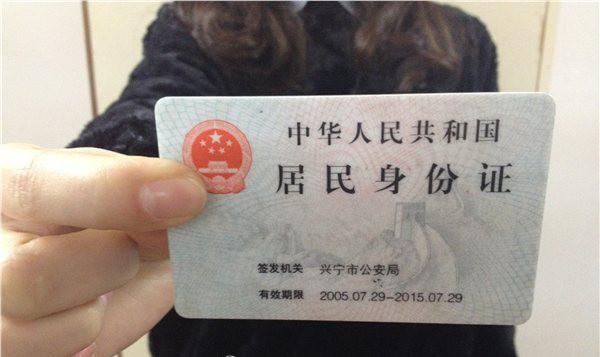 中华人民共和国
居民身份证
签发机关 兴宁市公安局
有效期限 2005.07.29-2015.07.29